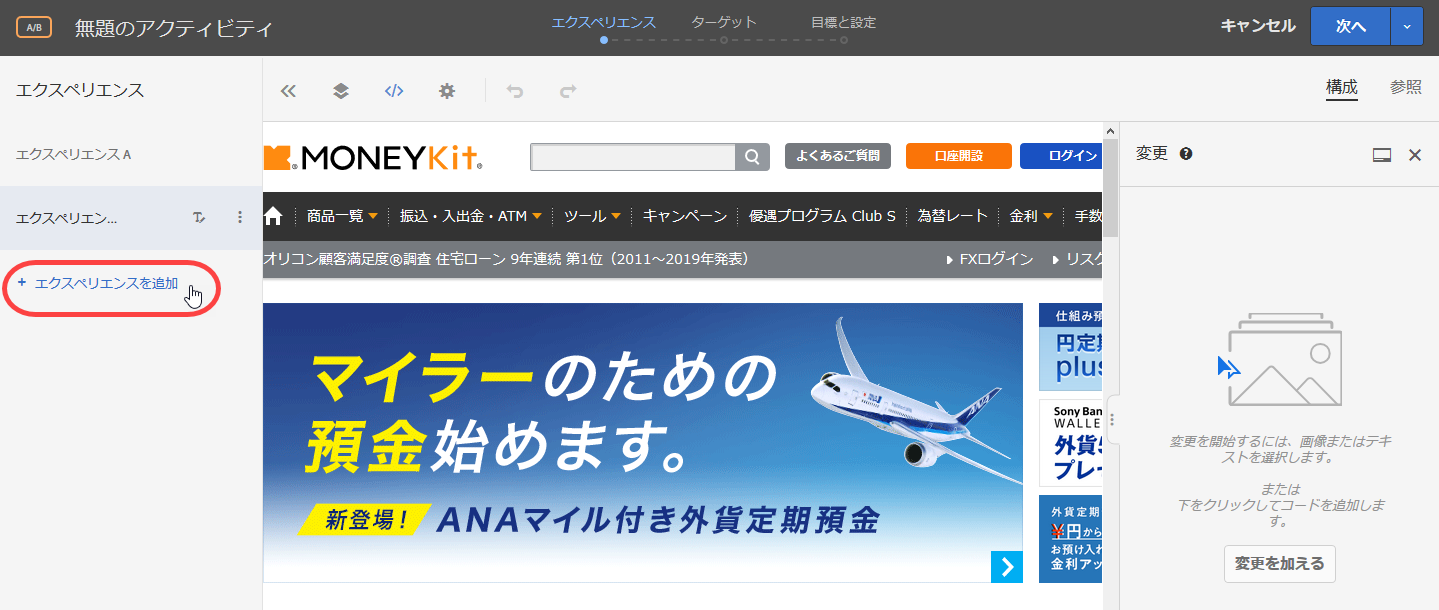 A/B 無題のアクティビティ エクスペリエンス ターゲット 目標と設定 キャンセル 次へ
エクスペリエンス
構成 参照
エクスペリエンス A
エクスペリエン...
+ エクスペリエンスを追加
MONEYKit
よくあるご質問 口座開設 ログイン
商品一覧 振込・入出金・ATM ツール キャンペーン 優遇プログラム Club S 為替レート 金利 手数
オリコン顧客満足度®調査 住宅ローン 9年連続 第1位（2011～2019年発表） FXログイン リスク
マイラーのための
預金始めます。
新登場！ ANAマイル付き外貨定期預金
ANA
仕組み預
円定期
plus
Sony Ban
WALLE
外貨
プレー
外貨定期
¥円から
お預け入れ
金利アッ
変更
変更を開始するには、画像またはテキ
ストを選択します。
または
下をクリックしてコードを追加しま
す。
変更を加える